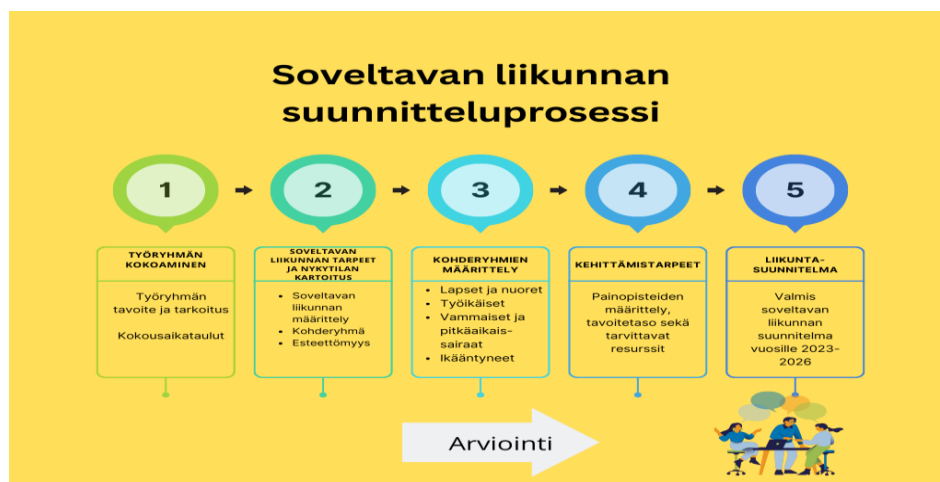 Soveltavan liikunnan
suunnitteluprosessi
1
2
3
4
5
TYÖRYHMÄN
KOKOAMINEN
Työryhmän
tavoite ja tarkoitus
Kokousaikataulut
SOVELTAVAN
LIIKUNNAN TARPEET
JA NYKYTILAN
KARTOITUS
• Soveltavan
liikunnan
määrittely
• Kohderyhmä
• Esteettömyys
KOHDERYHMIEN
MÄÄRITTELY
• Lapset ja nuoret
• Työikäiset
• Vammaiset ja
pitkäaikais-
sairaat
• Ikääntyneet
KEHITTÄMISTARPEET
Painopisteiden
määrittely,
tavoitetaso sekä
tarvittavat
resurssit
LIIKUNTA-
SUUNNITELMA
Valmis
soveltavan
liikunnan
suunnitelma
vuosille 2023-
2026
Arviointi